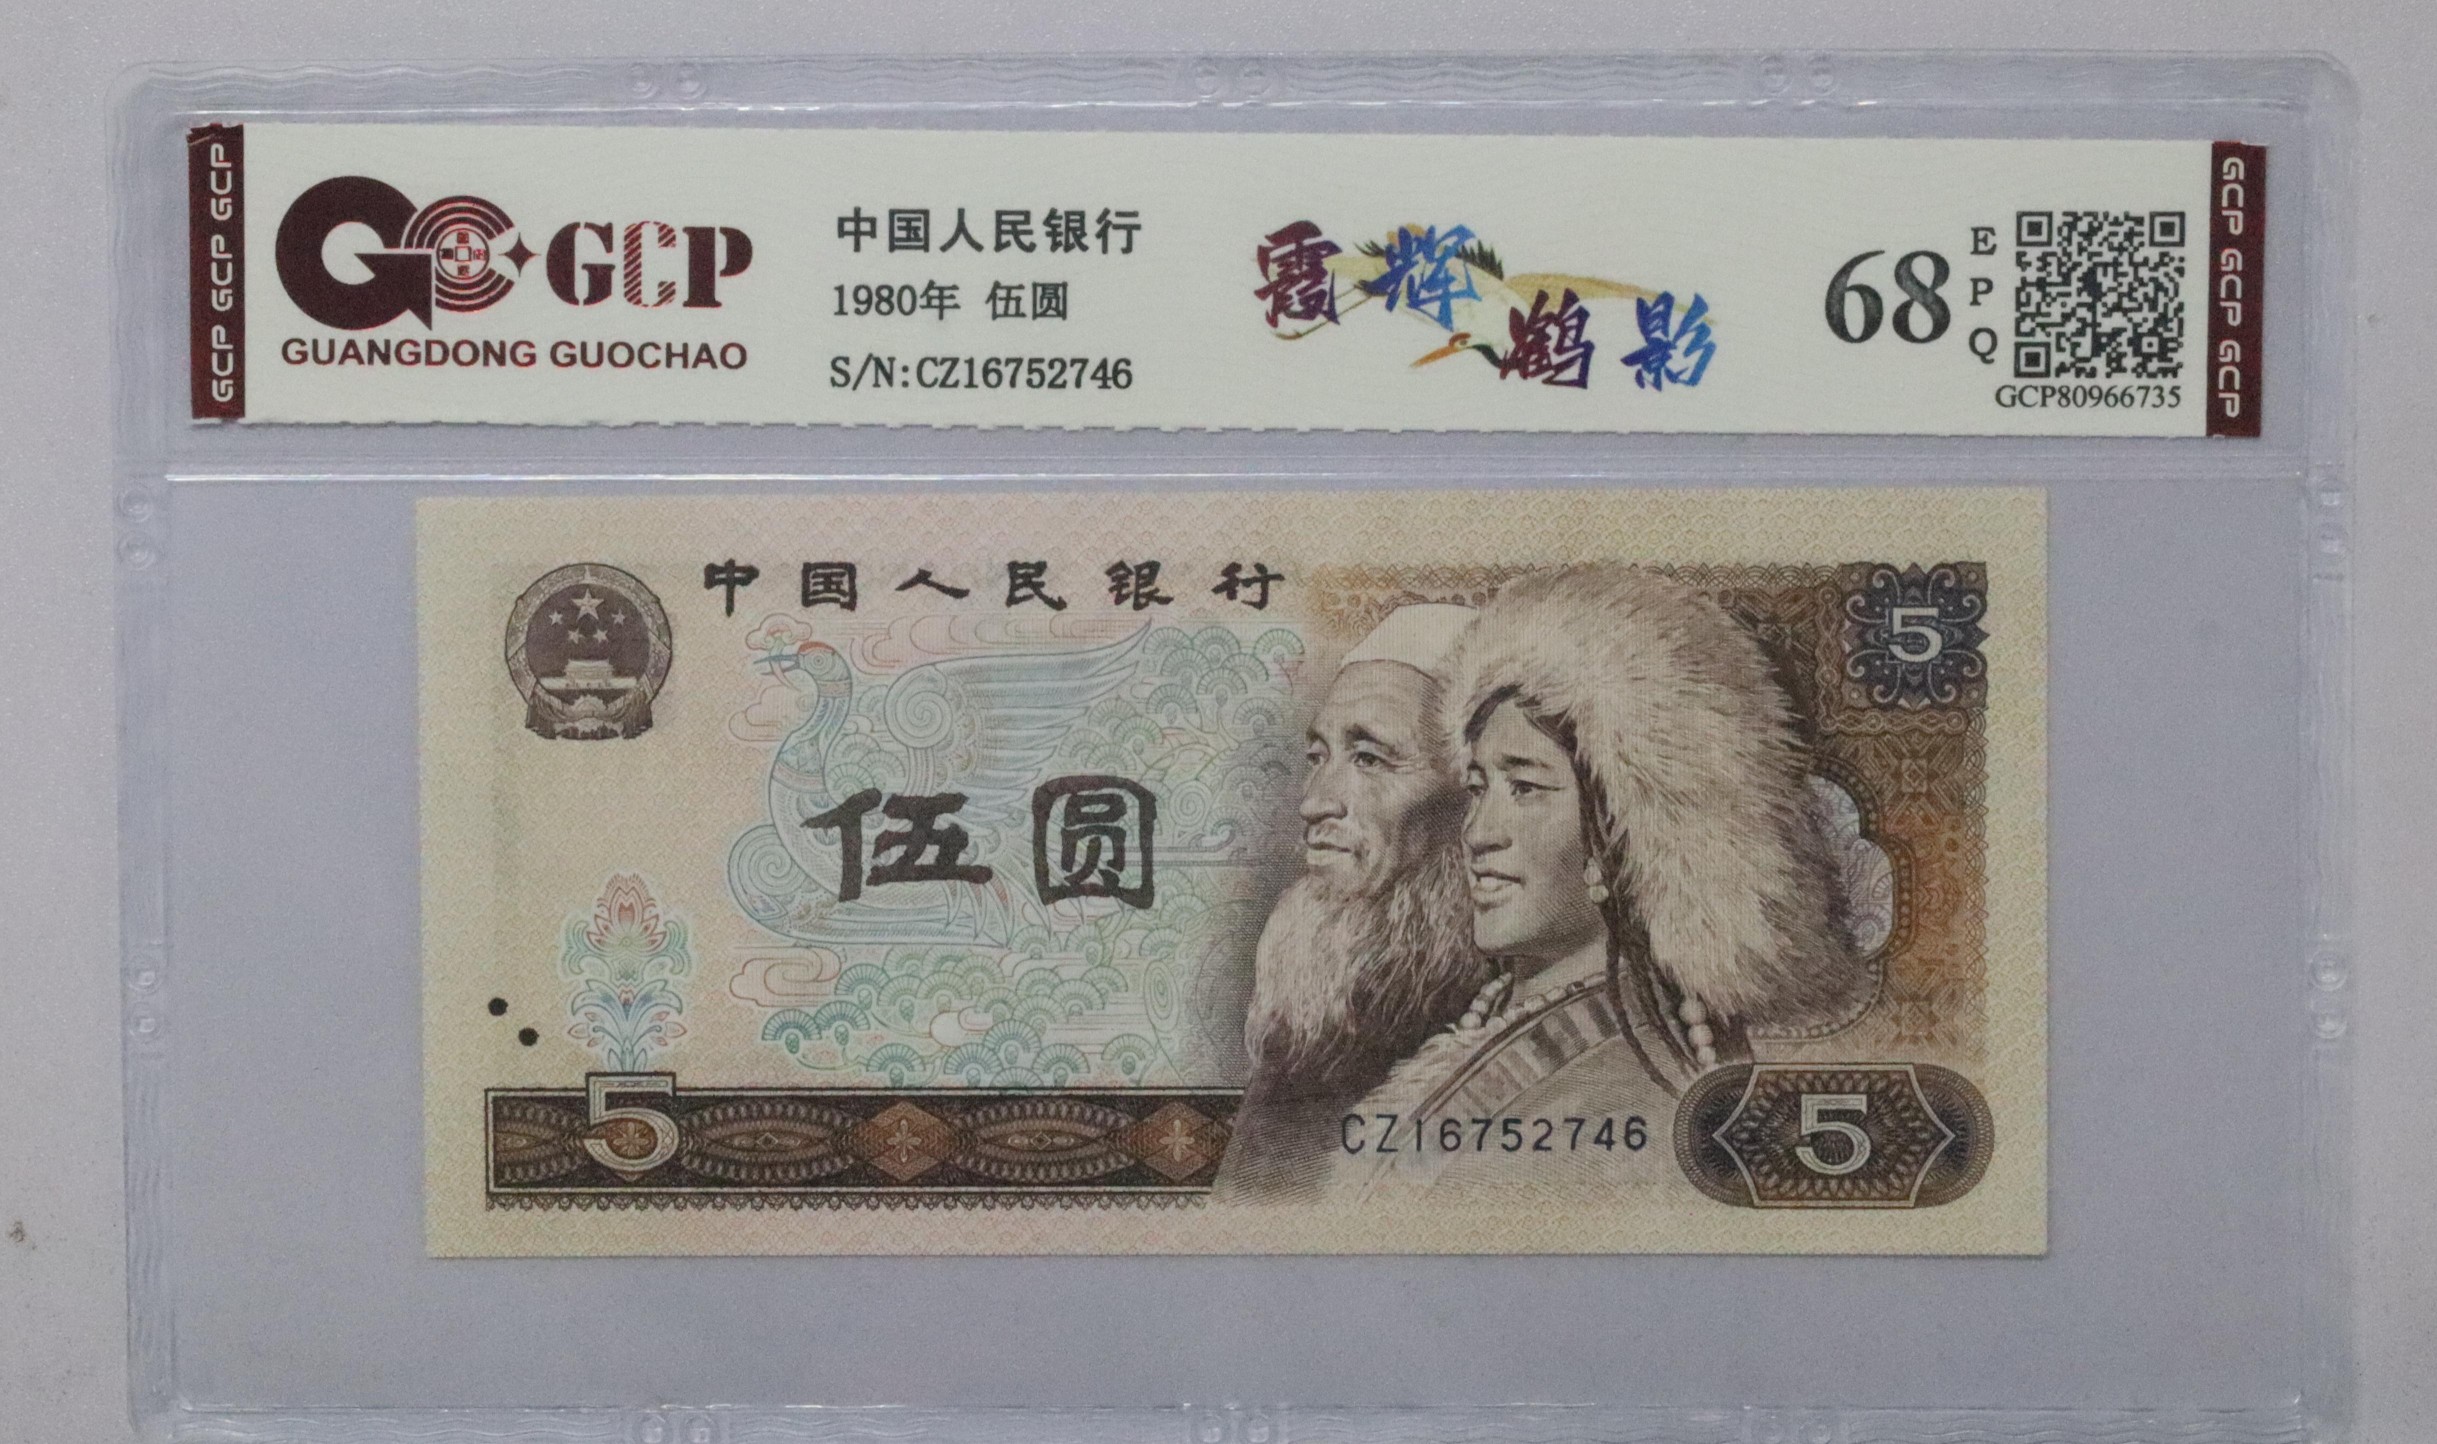 GCP GCP GCP
GCP
GUANGDONG GUOCHAO
中国人民银行
1980年 伍圆
S/N:CZ16752746
霞辉
鹤影
68
EPQ
GCP80966735
GCP GCP GCP
中国人民银行
5
伍圆
5
CZ16752746
5